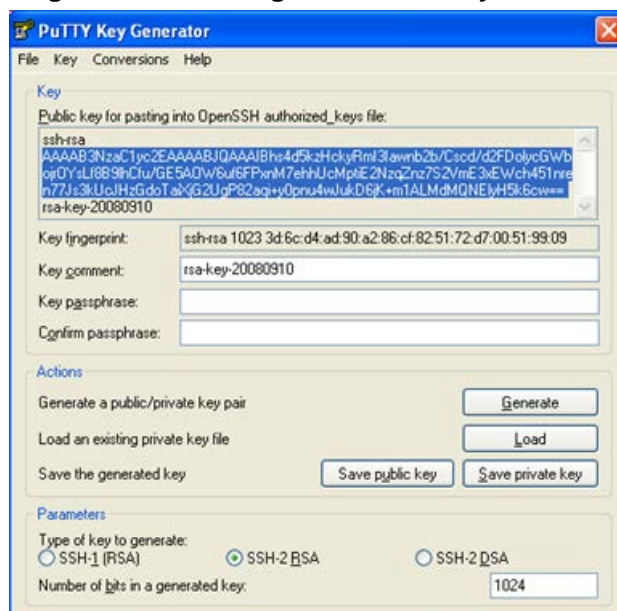 PuTTY Key Generator
File Key Conversions Help
Key
Public key for pasting into OpenSSH authorized_keys file:
ssh-rsa
rsa-key-20080910
Key fingerprint: ssh-rsa 1023 3d:6c:d4:ad:90:a2:86:cf:82:51:72:d7:00:51:99:09
Key comment: rsa-key-20080910
Key passphrase:
Confirm passphrase:
Actions
Generate a public/private key pair Generate
Load an existing private key file Load
Save the generated key Save public key Save private key
Parameters
Type of key to generate:
SSH-1 (RSA) SSH-2 RSA SSH-2 DSA
Number of bits in a generated key: 1024